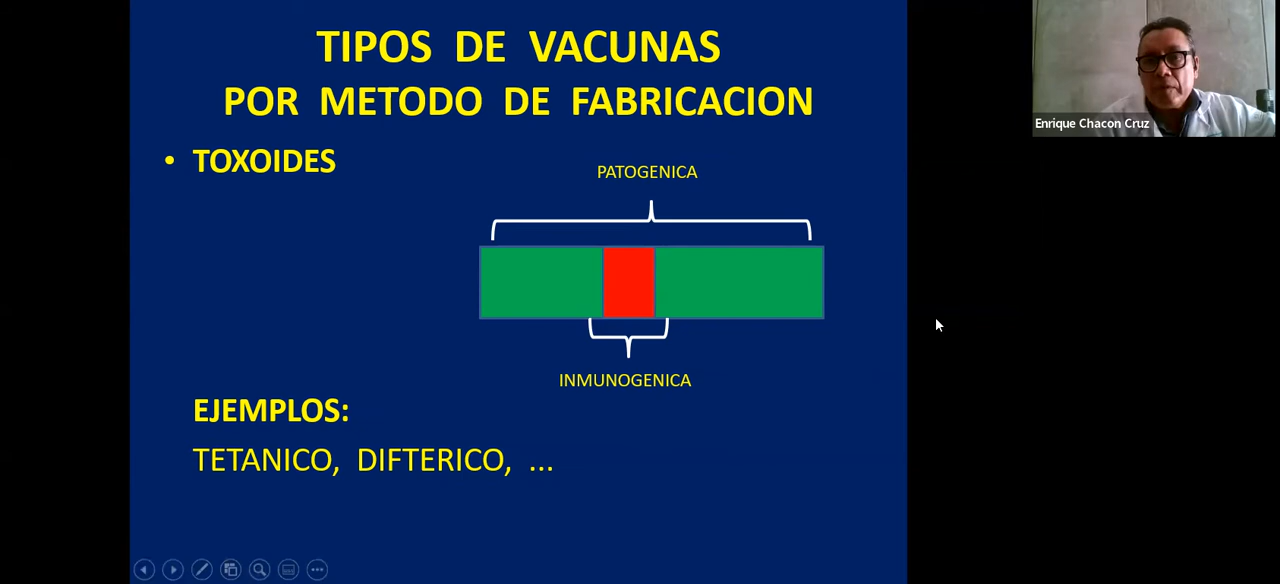 TIPOS DE VACUNAS
POR METODO DE FABRICACION
• TOXOIDES
PATOGENICA
INMUNOGENICA
EJEMPLOS:
TETANICO, DIFTERICO, ...
Enrique Chacon Cruz